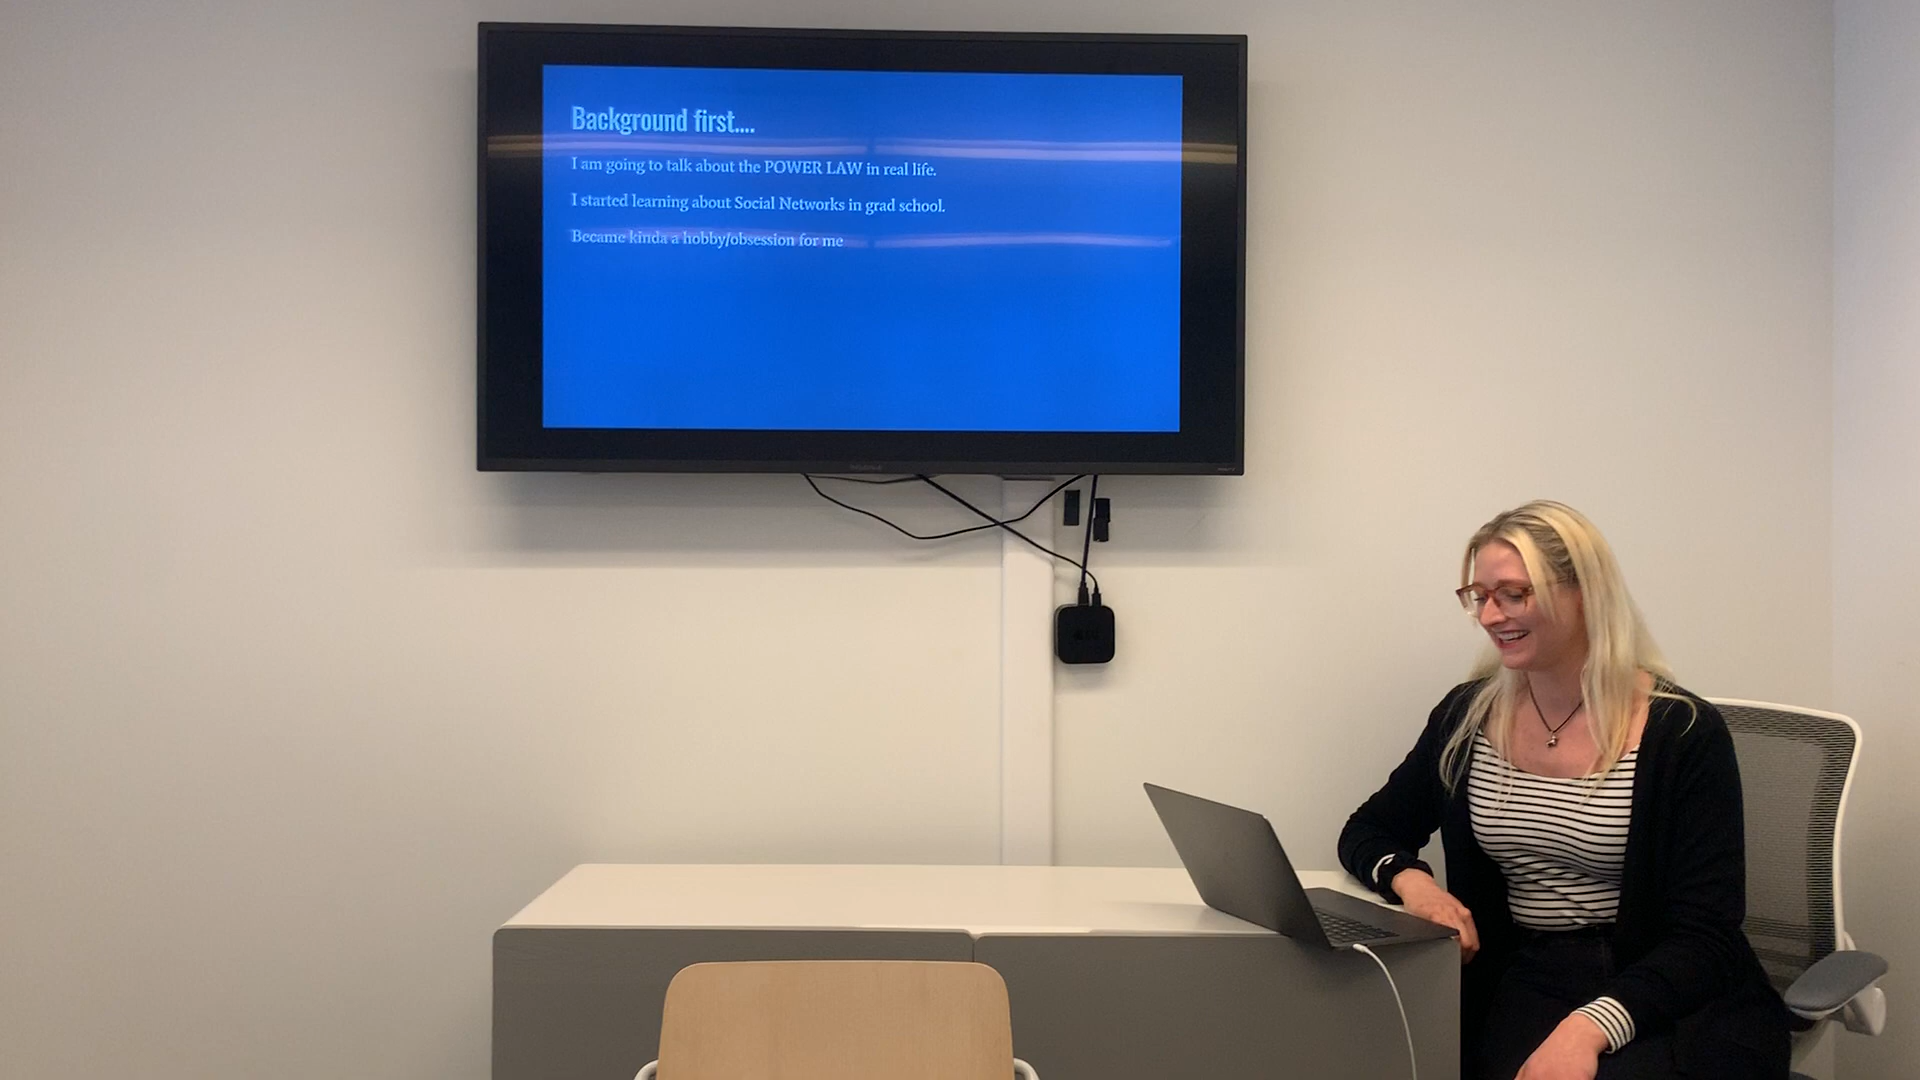 Background first....
I am going to talk about the POWER LAW in real life.
I started learning about Social Networks in grad school.
Became kinda a hobby/obsession for me